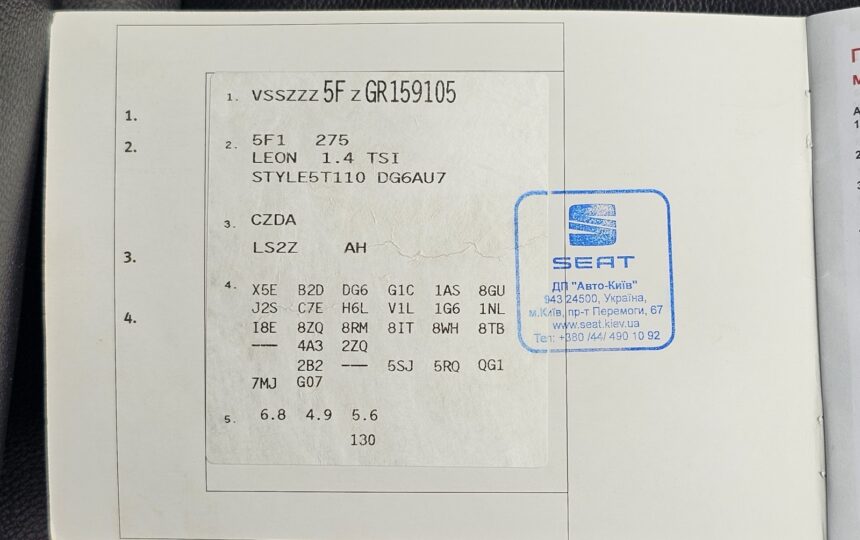 1.
2.
3.
4.
1. VSSZZZ 5F Z GR159105
2. 5F1 275
LEON 1.4 TSI
STYLE5T110 DG6AU7
3. CZDA
LS2Z AH
4. X5E B2D DG6 G1C 1AS 8GU
J2S C7E H6L V1L 1G6 1NL
I8E 8ZQ 8RM 8IT 8WH 8TB
--- 4A3 2ZQ
2B2 --- 5SJ 5RQ QG1
7MJ G07
5. 6.8 4.9 5.6
130
SEAT
ДП "Авто-Київ"
943 24500, Україна,
м.Київ, пр-т Перемоги, 67
www.seat.kiev.ua
Тел: +380 /44/ 490 10 92